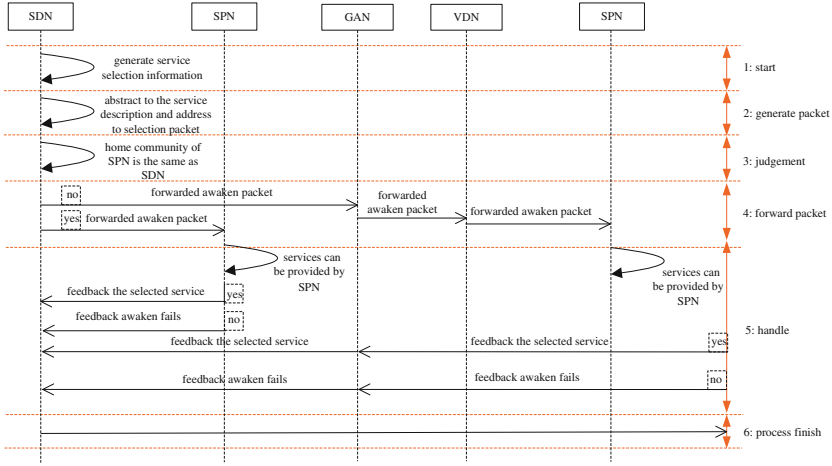 SDN
SPN
GAN
VDN
SPN
generate service
selection information
1: start
abstract to the service
description and address
to selection packet
2: generate packet
home community of
SPN is the same as
SDN
3: judgement
no
forwarded awaken packet
forwarded
awaken packet
forwarded awaken packet
yes
forwarded awaken packet
4: forward packet
services can
be provided by
SPN
services can
be provided by
SPN
feedback the selected service
yes
feedback awaken fails
no
5: handle
feedback the selected service
feedback the selected service
yes
feedback awaken fails
feedback awaken fails
no
6: process finish